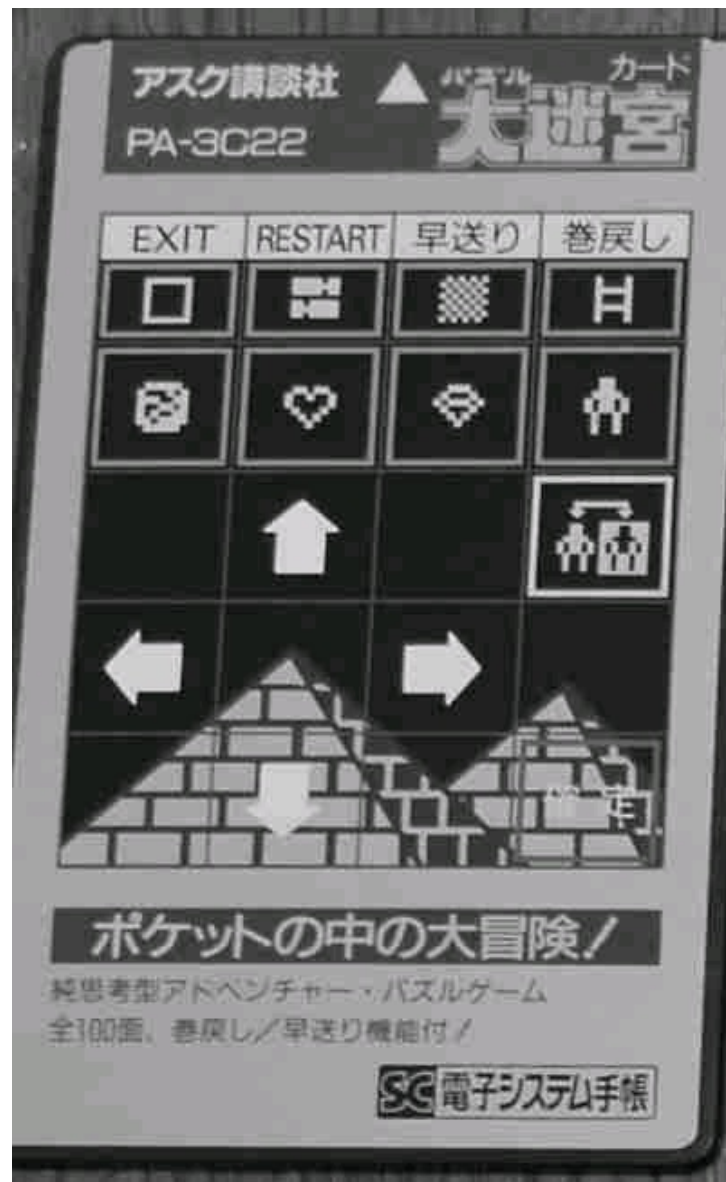 アスク講談社
PA-3C22
パズル
大迷宮
カード
EXIT RESTART 早送り 巻戻し
ポケットの中の大冒険!
純思考型アドベンチャー・パズルゲーム
全100面、巻戻し/早送り機能付!
SC 電子システム手帳